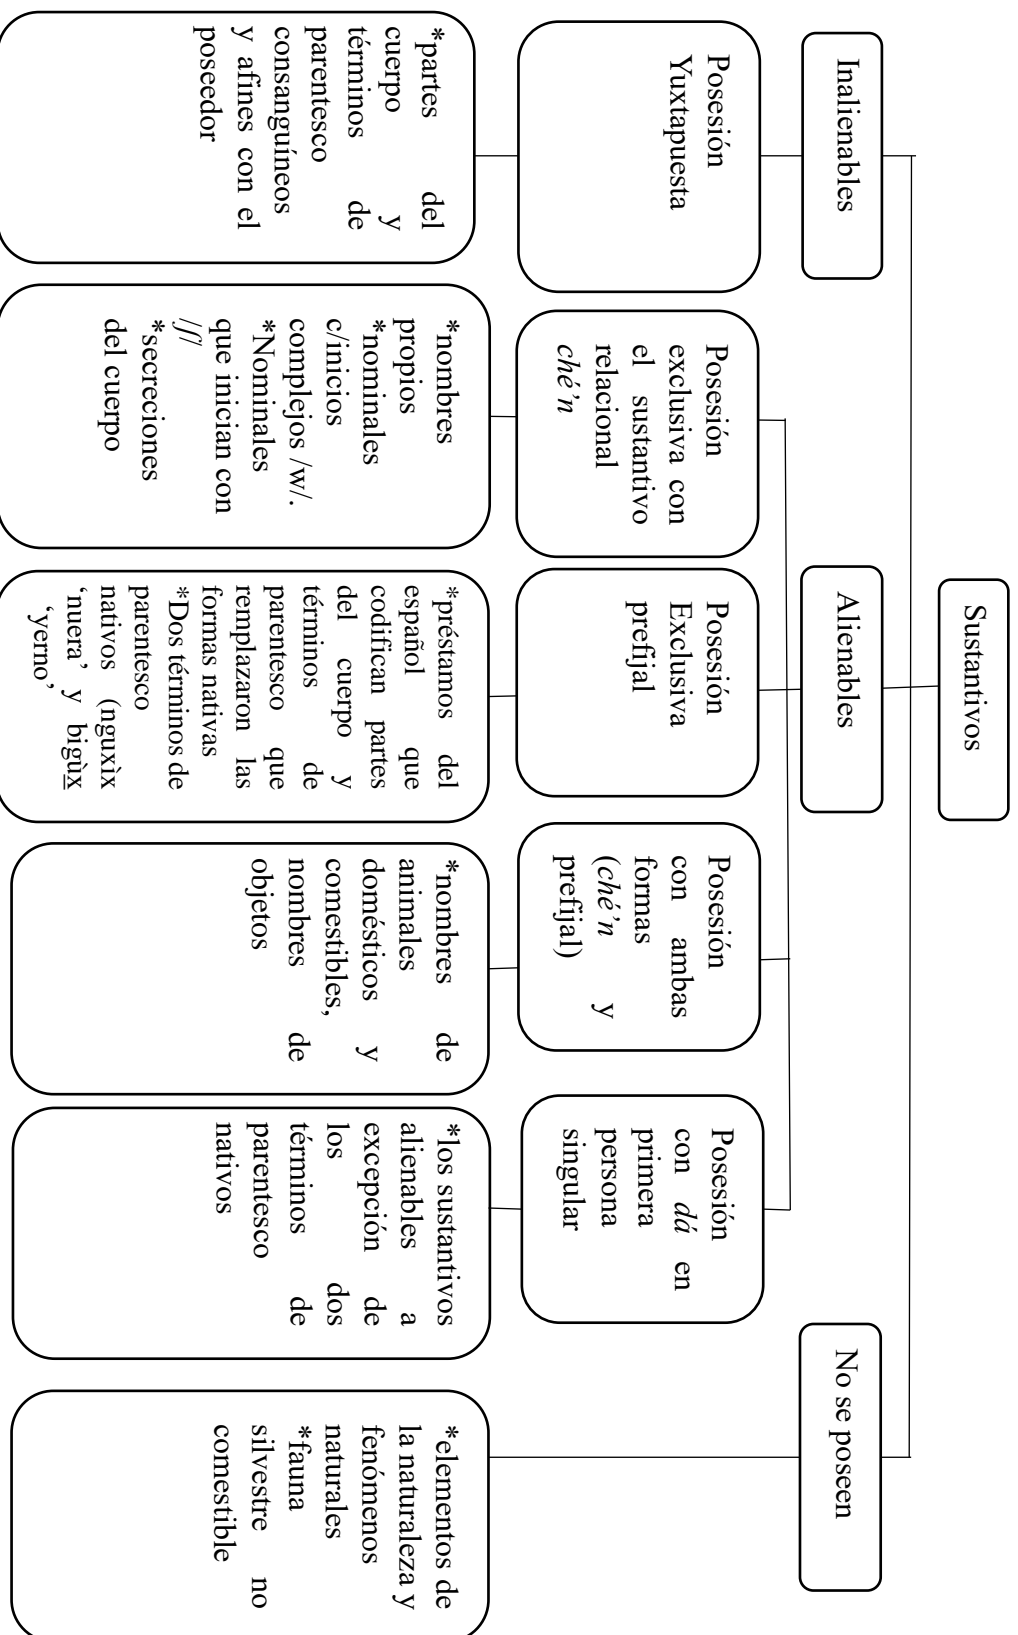 Sustantivos
Inalienables
Alienables
No se poseen
Posesión
Yuxtapuesta
Posesión
exclusiva con
el sustantivo
relacional
ché’n
Posesión
Exclusiva
prefijal
Posesión
con ambas
formas
(ché’n y
prefijal)
Posesión
con dá en
primera
persona
singular
*partes del
cuerpo y
términos de
parentesco
consanguíneos
y afines con el
poseedor
*nombres
propios
*nominales
c/inicios
complejos /w/.
*Nominales
que inician con
/ʃ/
*secreciones
del cuerpo
*préstamos del
español que
codifican partes
del cuerpo y
términos de
parentesco que
remplazaron las
formas nativas
*Dos términos de
parentesco
nativos (nguxìx
‘nuera’ y bigùx
‘yerno’
*nombres de
animales
domésticos y
comestibles,
nombres de
objetos
*los sustantivos
alienables a
excepción de
los dos
términos de
parentesco
nativos
*elementos de
la naturaleza y
fenómenos
naturales
*fauna
silvestre no
comestible